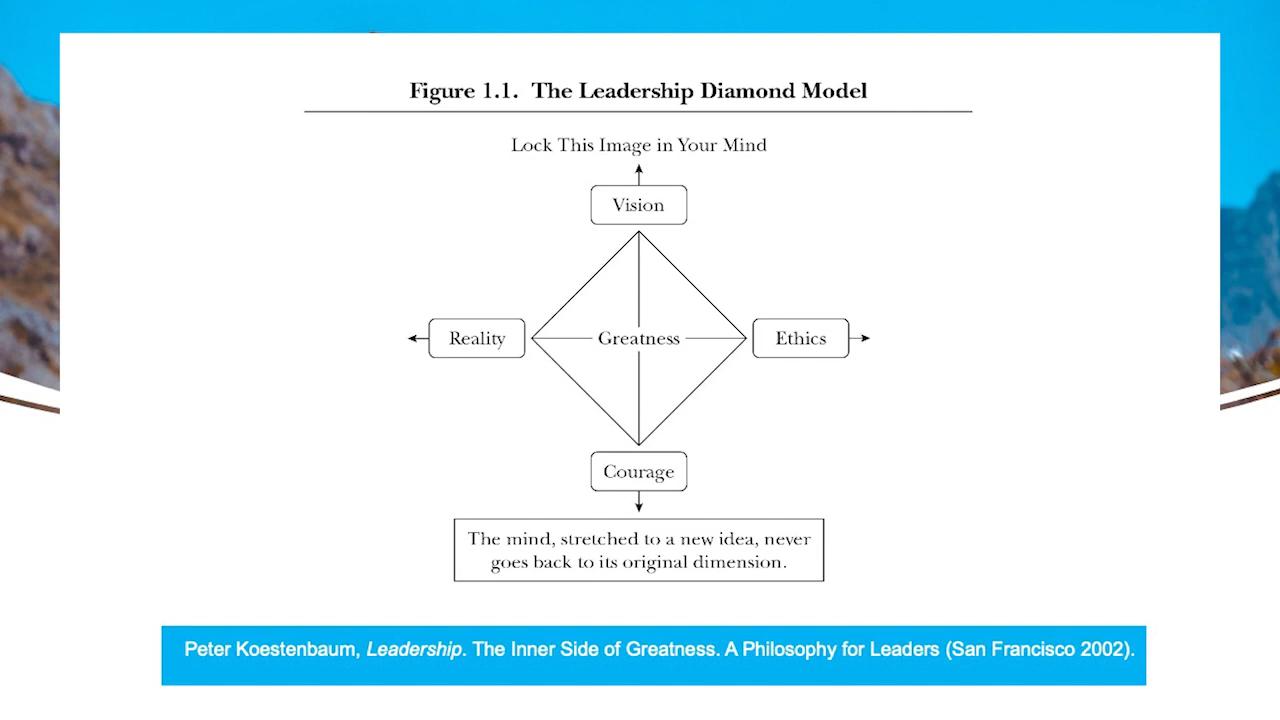 Figure 1.1. The Leadership Diamond Model
Lock This Image in Your Mind
Vision
Reality
Greatness
Ethics
Courage
The mind, stretched to a new idea, never
goes back to its original dimension.
Peter Koestenbaum, Leadership. The Inner Side of Greatness. A Philosophy for Leaders (San Francisco 2002).